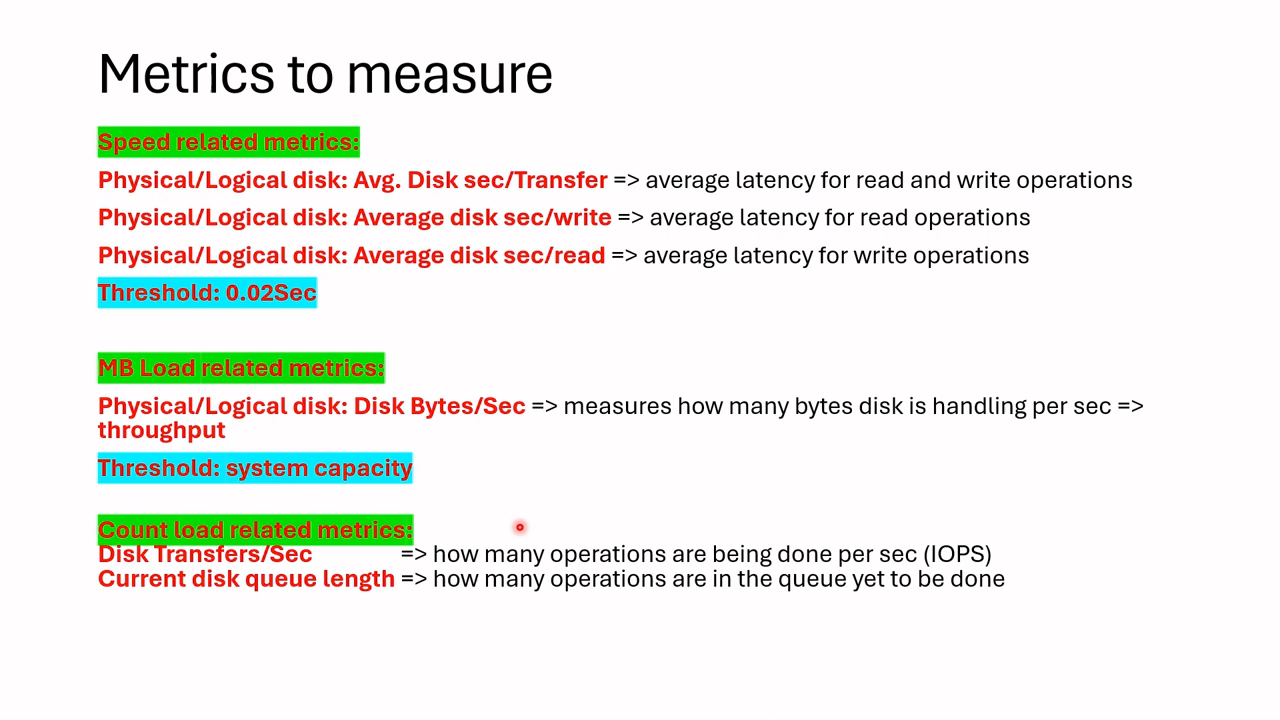 Metrics to measure
Speed related metrics:
Physical/Logical disk: Avg. Disk sec/Transfer => average latency for read and write operations
Physical/Logical disk: Average disk sec/write => average latency for read operations
Physical/Logical disk: Average disk sec/read => average latency for write operations
Threshold: 0.02Sec
MB Load related metrics:
Physical/Logical disk: Disk Bytes/Sec => measures how many bytes disk is handling per sec =>
throughput
Threshold: system capacity
Count load related metrics:
Disk Transfers/Sec => how many operations are being done per sec (IOPS)
Current disk queue length => how many operations are in the queue yet to be done